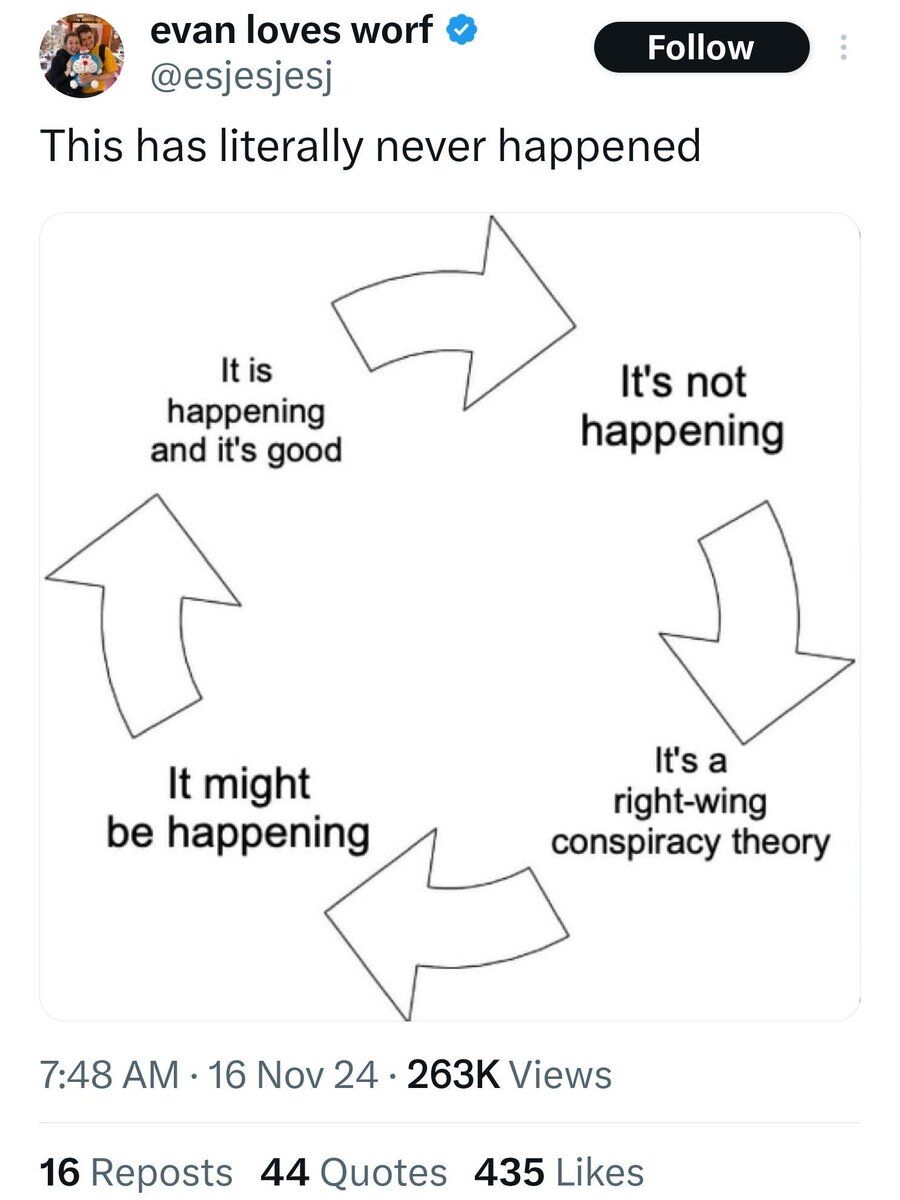 evan loves worf
@esjesjesj
Follow
This has literally never happened
It is
happening
and it's good
It's not
happening
It's a
right-wing
conspiracy theory
It might
be happening
7:48 AM · 16 Nov 24 · 263K Views
16 Reposts 44 Quotes 435 Likes